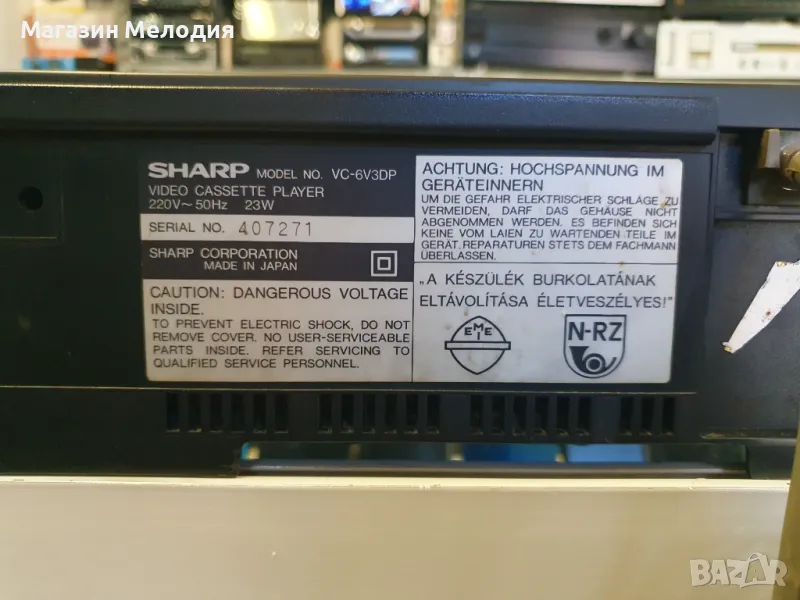 Магазин Мелодия
SHARP MODEL NO. VC-6V3DP
VIDEO CASSETTE PLAYER
220V~50Hz 23W
SERIAL NO. 407271
SHARP CORPORATION
MADE IN JAPAN
CAUTION: DANGEROUS VOLTAGE
INSIDE.
TO PREVENT ELECTRIC SHOCK, DO NOT
REMOVE COVER. NO USER-SERVICEABLE
PARTS INSIDE. REFER SERVICING TO
QUALIFIED SERVICE PERSONNEL.
ACHTUNG: HOCHSPANNUNG IM
GERÄTEINNERN
UM DIE GEFAHR ELEKTRISCHER SCHLÄGE ZU
VERMEIDEN, DARF DAS GEHÄUSE NICHT
ABGENOMMEN WERDEN. ES BEFINDEN SICH
KEINE VOM LAIEN ZU WARTENDEN TEILE IM
GERÄT. REPARATUREN STETS DEM FACHMANN
ÜBERLASSEN.
„A KÉSZÜLÉK BURKOLATÁNAK
ELTÁVOLÍTÁSA ÉLETVESZÉLYES!"
MEEI
N-RZ
BAZAR